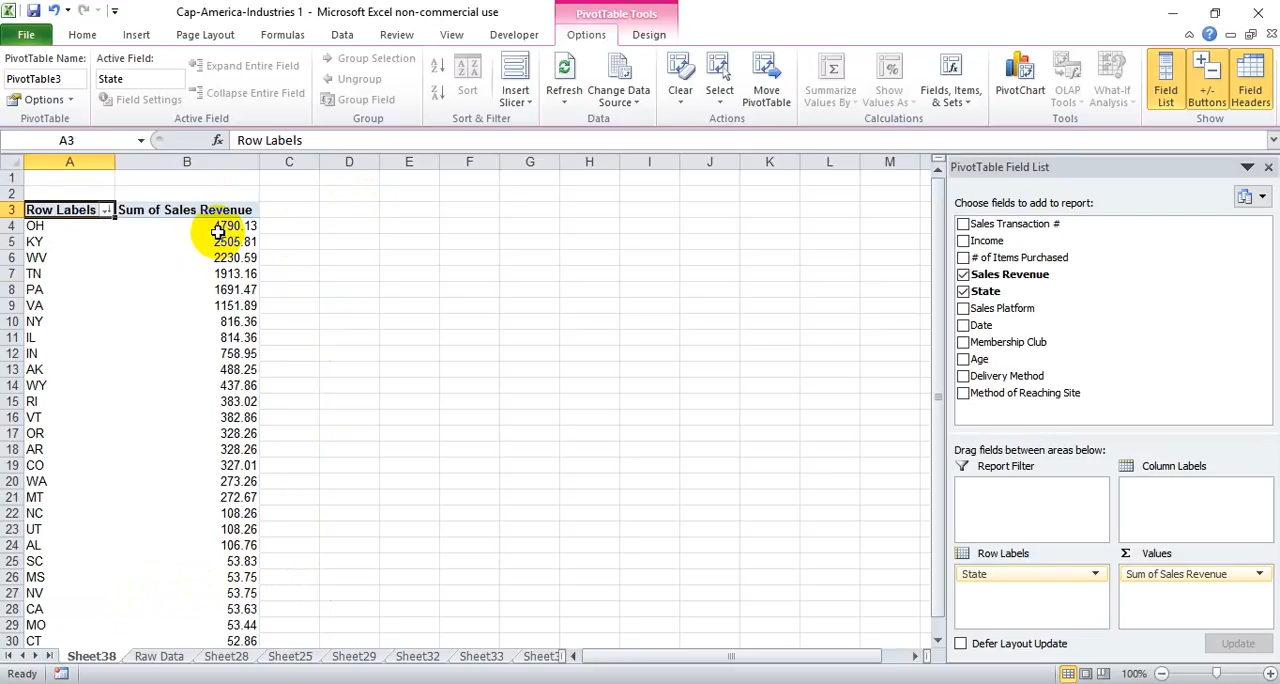 Cap-America-Industries 1 - Microsoft Excel non-commercial use
PivotTable Tools
File Home Insert Page Layout Formulas Data Review View Developer Options Design
PivotTable Name:
PivotTable3
Options
PivotTable
Active Field:
State
Field Settings
Expand Entire Field
Collapse Entire Field
Active Field
Group Selection
Ungroup
Group Field
Group
Sort
Insert
Slicer
Sort & Filter
Refresh
Change Data
Source
Data
Clear
Select
Move
PivotTable
Actions
Summarize
Values By
Show
Values As
Fields, Items,
& Sets
Calculations
PivotChart
OLAP
Tools
What-If
Analysis
Tools
Field
List
+/-
Buttons
Field
Headers
Show
A3 fx Row Labels
A B C D E F G H I J K L M
1
2
3 Row Labels Sum of Sales Revenue
4 OH 4790.13
5 KY 2505.81
6 WV 2230.59
7 TN 1913.16
8 PA 1691.47
9 VA 1151.89
10 NY 816.36
11 IL 814.36
12 IN 758.95
13 AK 488.25
14 WY 437.86
15 RI 383.02
16 VT 382.86
17 OR 328.26
18 AR 328.26
19 CO 327.01
20 WA 273.26
21 MT 272.67
22 NC 108.26
23 UT 108.26
24 AL 106.76
25 SC 53.83
26 MS 53.75
27 NV 53.75
28 CA 53.63
29 MO 53.44
30 CT 52.86
PivotTable Field List
Choose fields to add to report:
Sales Transaction #
Income
# of Items Purchased
Sales Revenue
State
Sales Platform
Date
Membership Club
Age
Delivery Method
Method of Reaching Site
Drag fields between areas below:
Report Filter
Column Labels
Row Labels
Σ Values
State
Sum of Sales Revenue
Defer Layout Update
Update
Sheet38 Raw Data Sheet28 Sheet25 Sheet29 Sheet32 Sheet33
Ready
100%